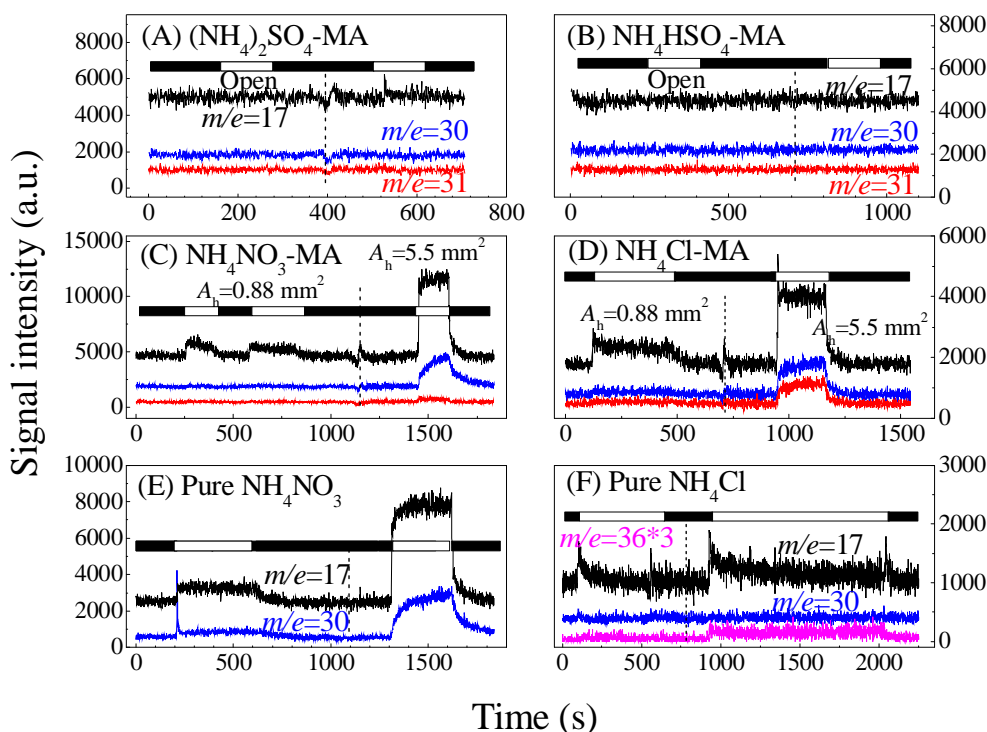 Signal intensity (a.u.)
(A) (NH₄)₂SO₄-MA
Open
m/e=17
m/e=30
m/e=31
8000
6000
4000
2000
0
0 200 400 600 800
(B) NH₄HSO₄-MA
Open
m/e=17
m/e=30
m/e=31
8000
6000
4000
2000
0
0 500 1000
(C) NH₄NO₃-MA
A_h=5.5 mm²
A_h=0.88 mm²
15000
10000
5000
0
0 500 1000 1500
(D) NH₄Cl-MA
A_h=0.88 mm²
A_h=5.5 mm²
6000
4000
2000
0
0 500 1000 1500
(E) Pure NH₄NO₃
m/e=17
m/e=30
10000
8000
6000
4000
2000
0
0 500 1000 1500
(F) Pure NH₄Cl
m/e=36*3
m/e=17
m/e=30
3000
2000
1000
0
0 500 1000 1500 2000
Time (s)